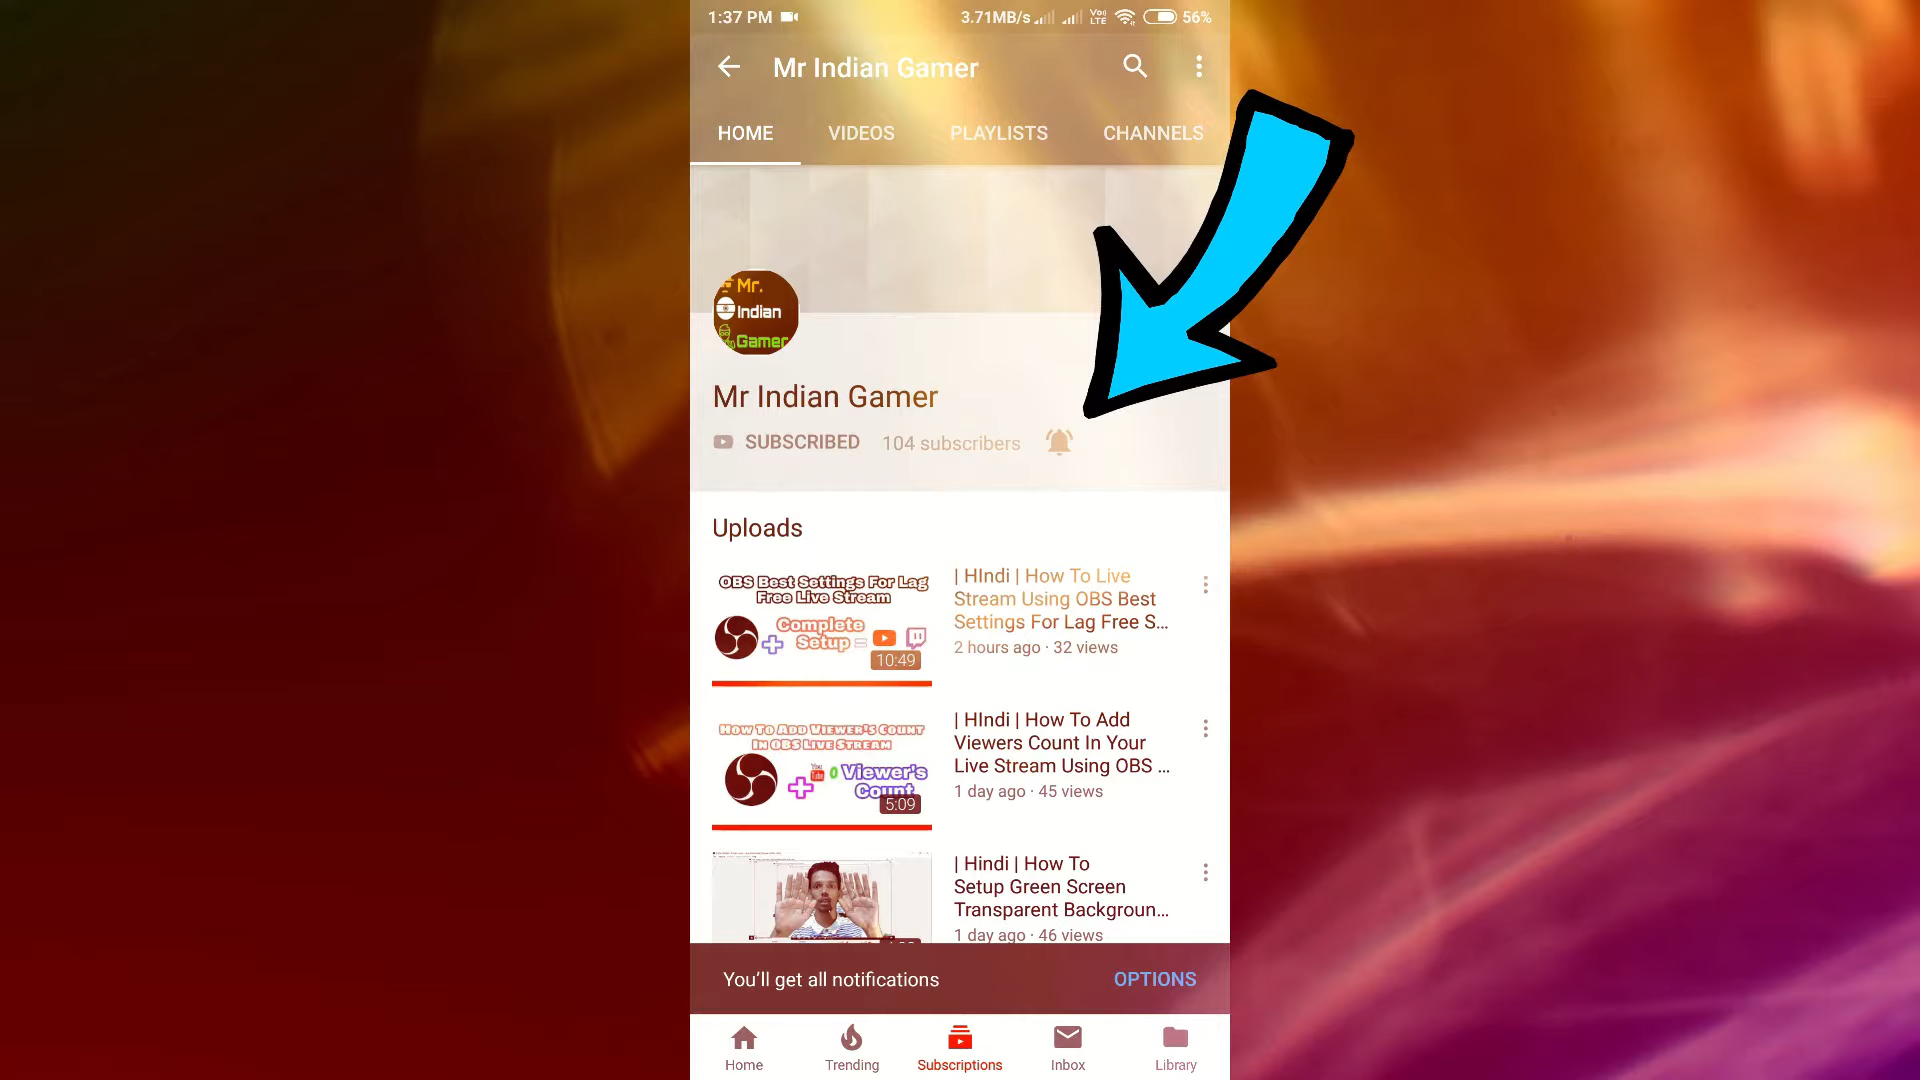 1:37 PM
3.71MB/s
Vo) LTE
56%
Mr Indian Gamer
HOME VIDEOS PLAYLISTS CHANNELS
Mr.
Indian
Gamer
Mr Indian Gamer
SUBSCRIBED 104 subscribers
Uploads
OBS Best Settings For Lag
Free Live Stream
Complete
Setup =
10:49
| HIndi | How To Live
Stream Using OBS Best
Settings For Lag Free S...
2 hours ago · 32 views
How To Add Viewer's Count
In OBS Live Stream
You
Tube
0 Viewer's
Count
5:09
| HIndi | How To Add
Viewers Count In Your
Live Stream Using OBS ...
1 day ago · 45 views
| Hindi | How To
Setup Green Screen
Transparent Backgroun...
1 day ago · 46 views
You'll get all notifications OPTIONS
Home Trending Subscriptions Inbox Library